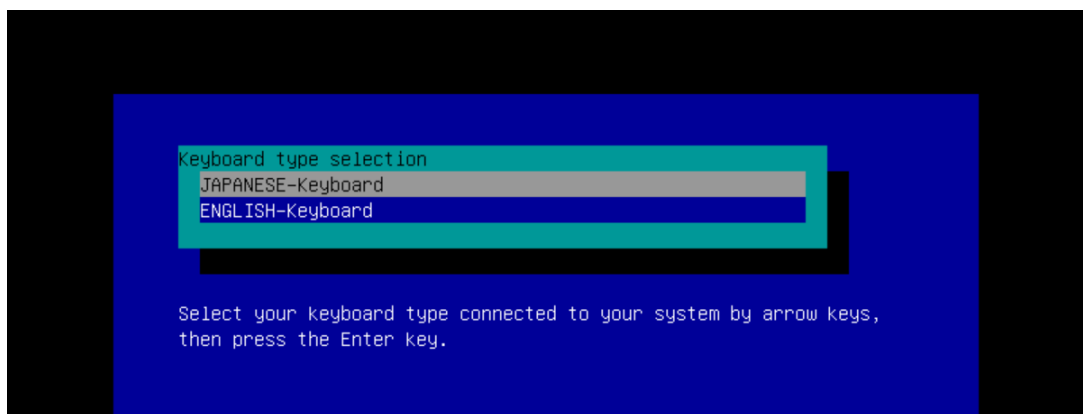 Keyboard type selection
JAPANESE-Keyboard
ENGLISH-Keyboard
Select your keyboard type connected to your system by arrow keys,
then press the Enter key.